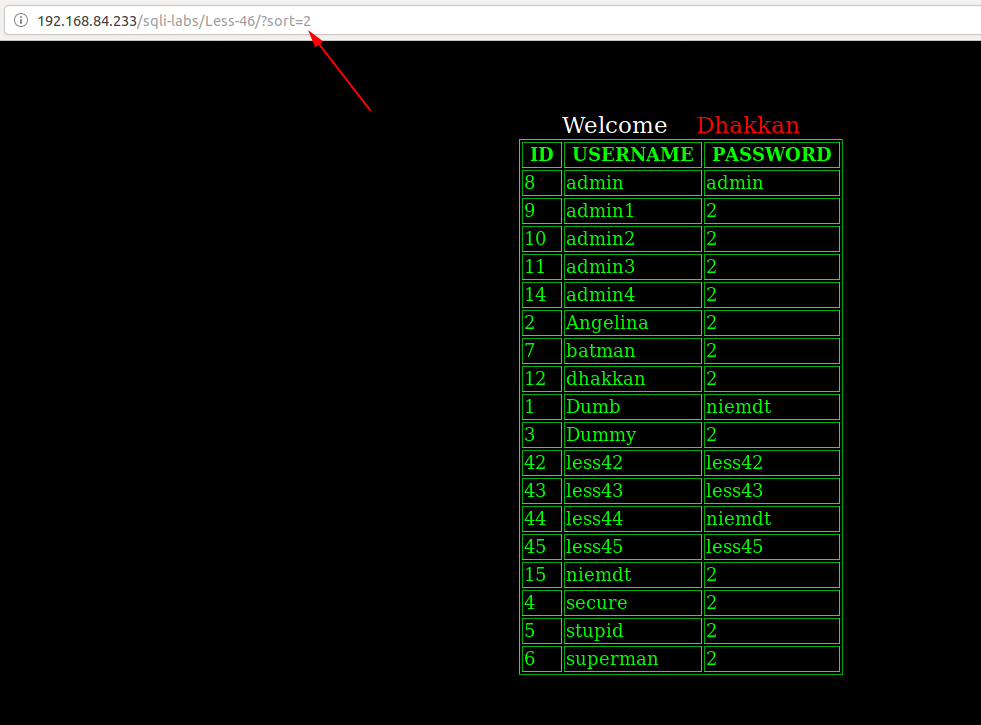 192.168.84.233/sqli-labs/Less-46/?sort=2
Welcome Dhakkan
ID USERNAME PASSWORD
8 admin admin
9 admin1 2
10 admin2 2
11 admin3 2
14 admin4 2
2 Angelina 2
7 batman 2
12 dhakkan 2
1 Dumb niemdt
3 Dummy 2
42 less42 less42
43 less43 less43
44 less44 niemdt
45 less45 less45
15 niemdt 2
4 secure 2
5 stupid 2
6 superman 2